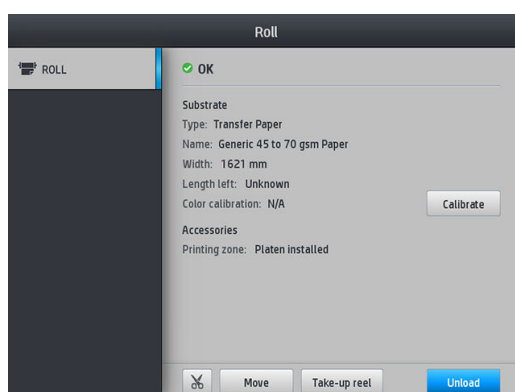 Roll
ROLL
OK
Substrate
Type: Transfer Paper
Name: Generic 45 to 70 gsm Paper
Width: 1621 mm
Length left: Unknown
Color calibration: N/A
Calibrate
Accessories
Printing zone: Platen installed
Move
Take-up reel
Unload